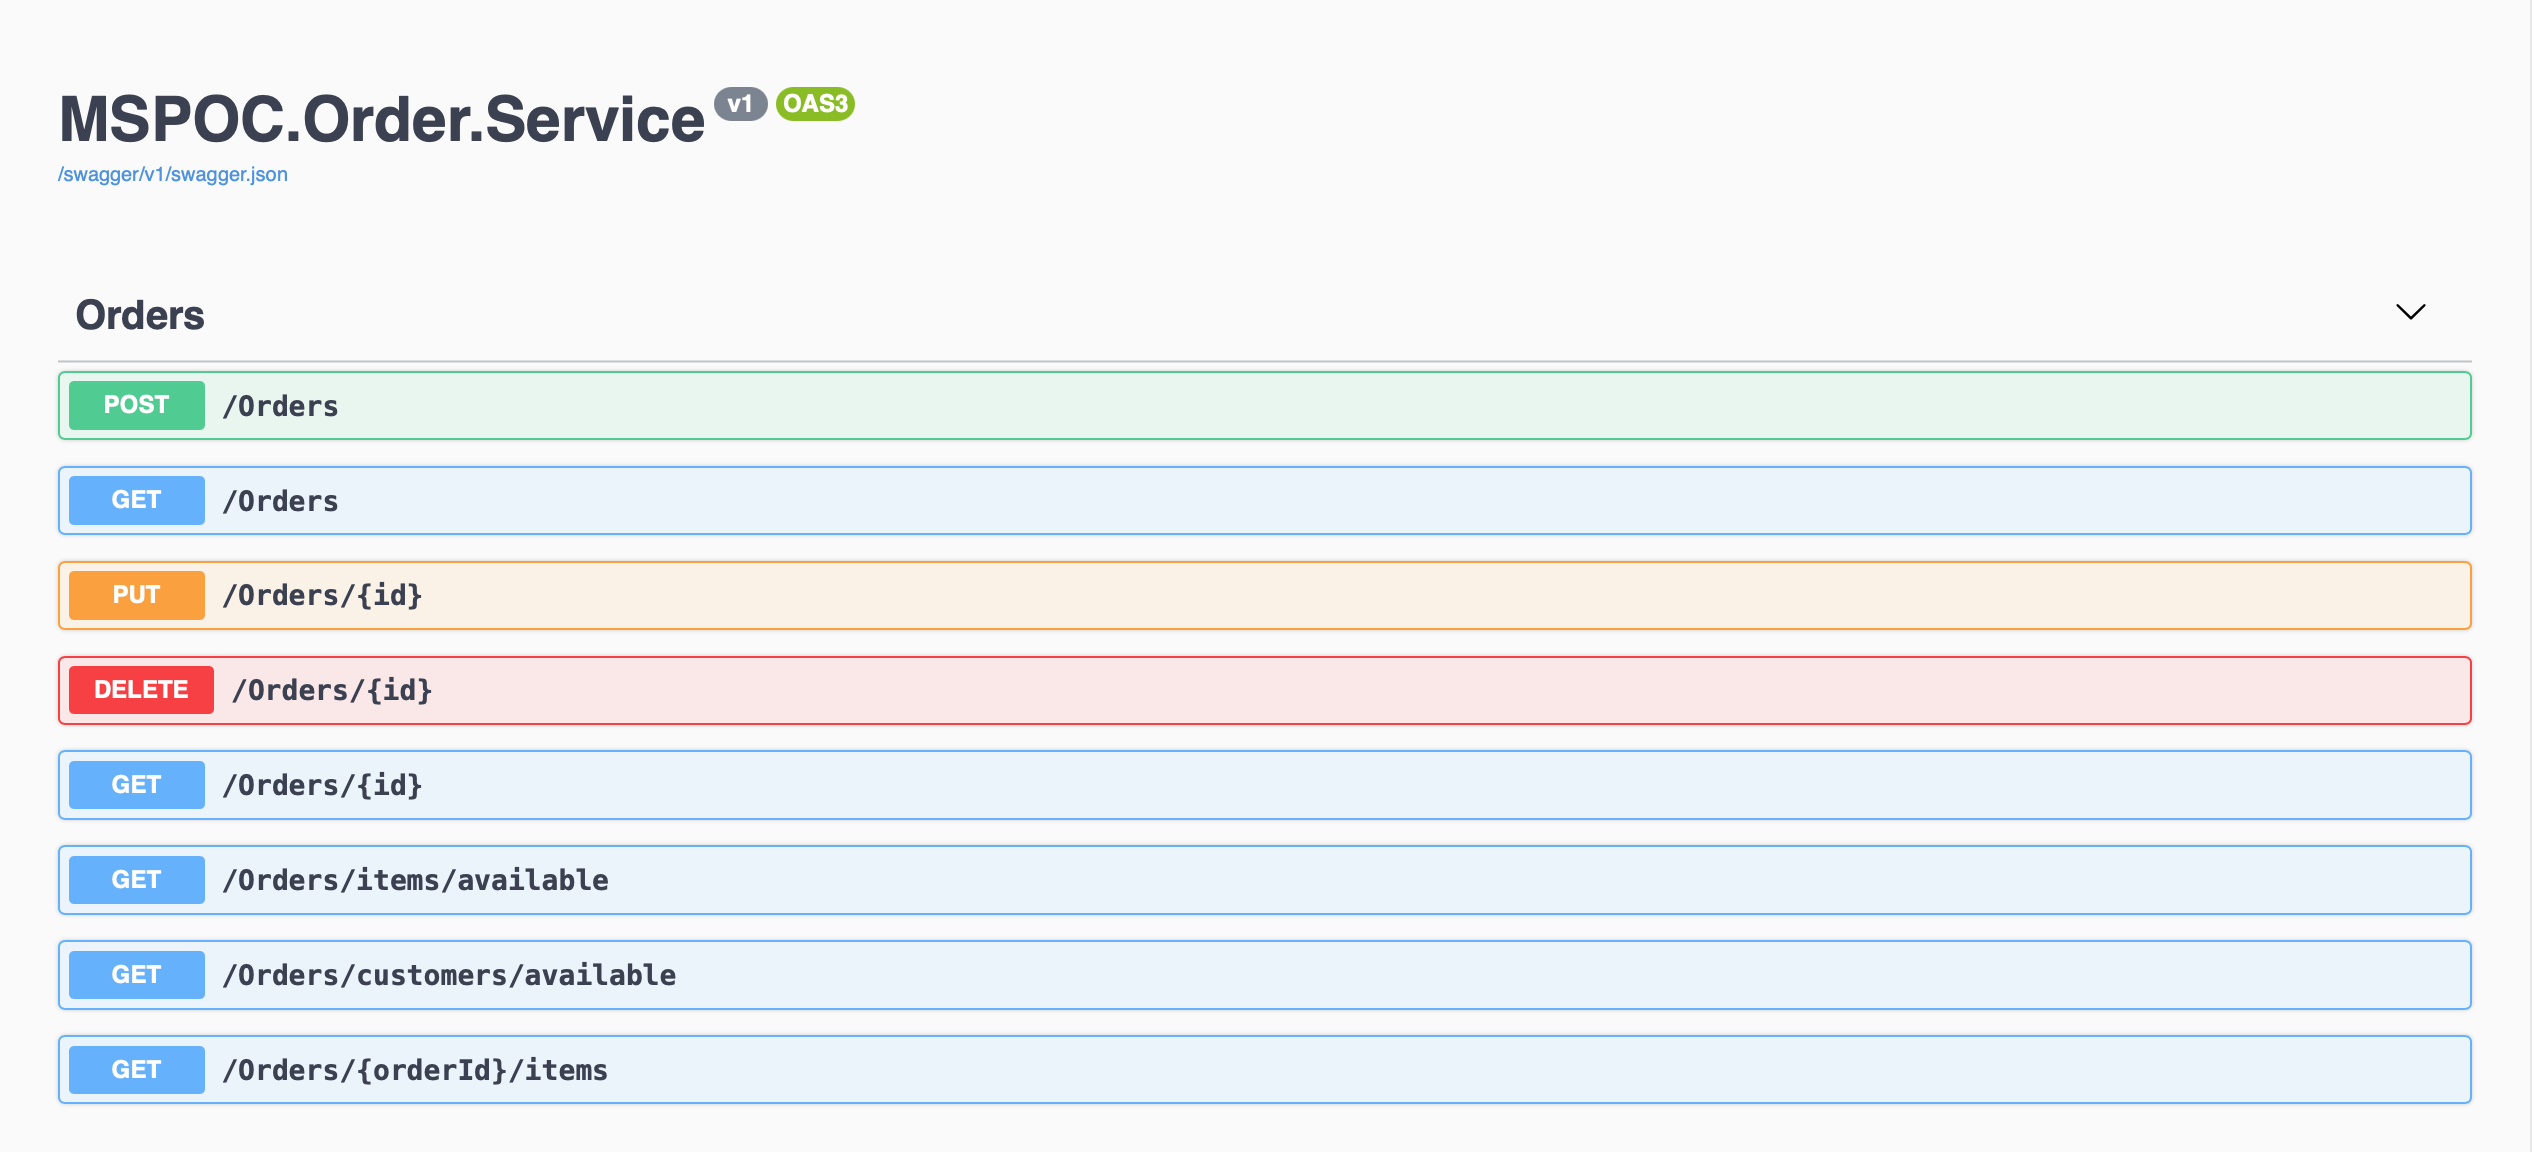 MSPOC.Order.Service v1 OAS3
/swagger/v1/swagger.json
Orders
POST /Orders
GET /Orders
PUT /Orders/{id}
DELETE /Orders/{id}
GET /Orders/{id}
GET /Orders/items/available
GET /Orders/customers/available
GET /Orders/{orderId}/items